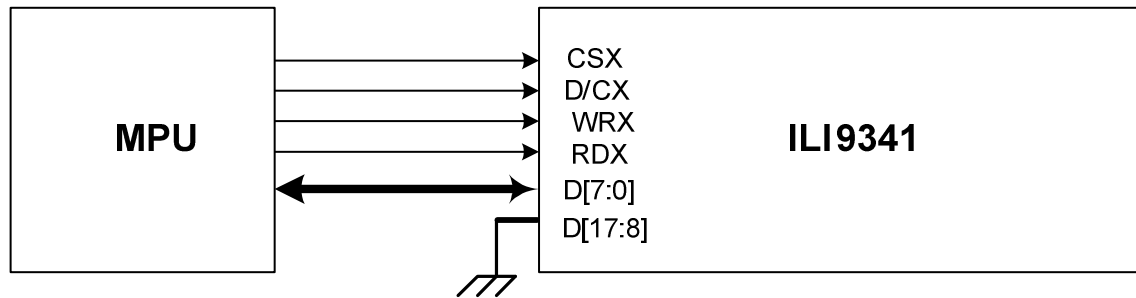 MPU
CSX
D/CX
WRX
RDX
D[7:0]
D[17:8]
ILI9341